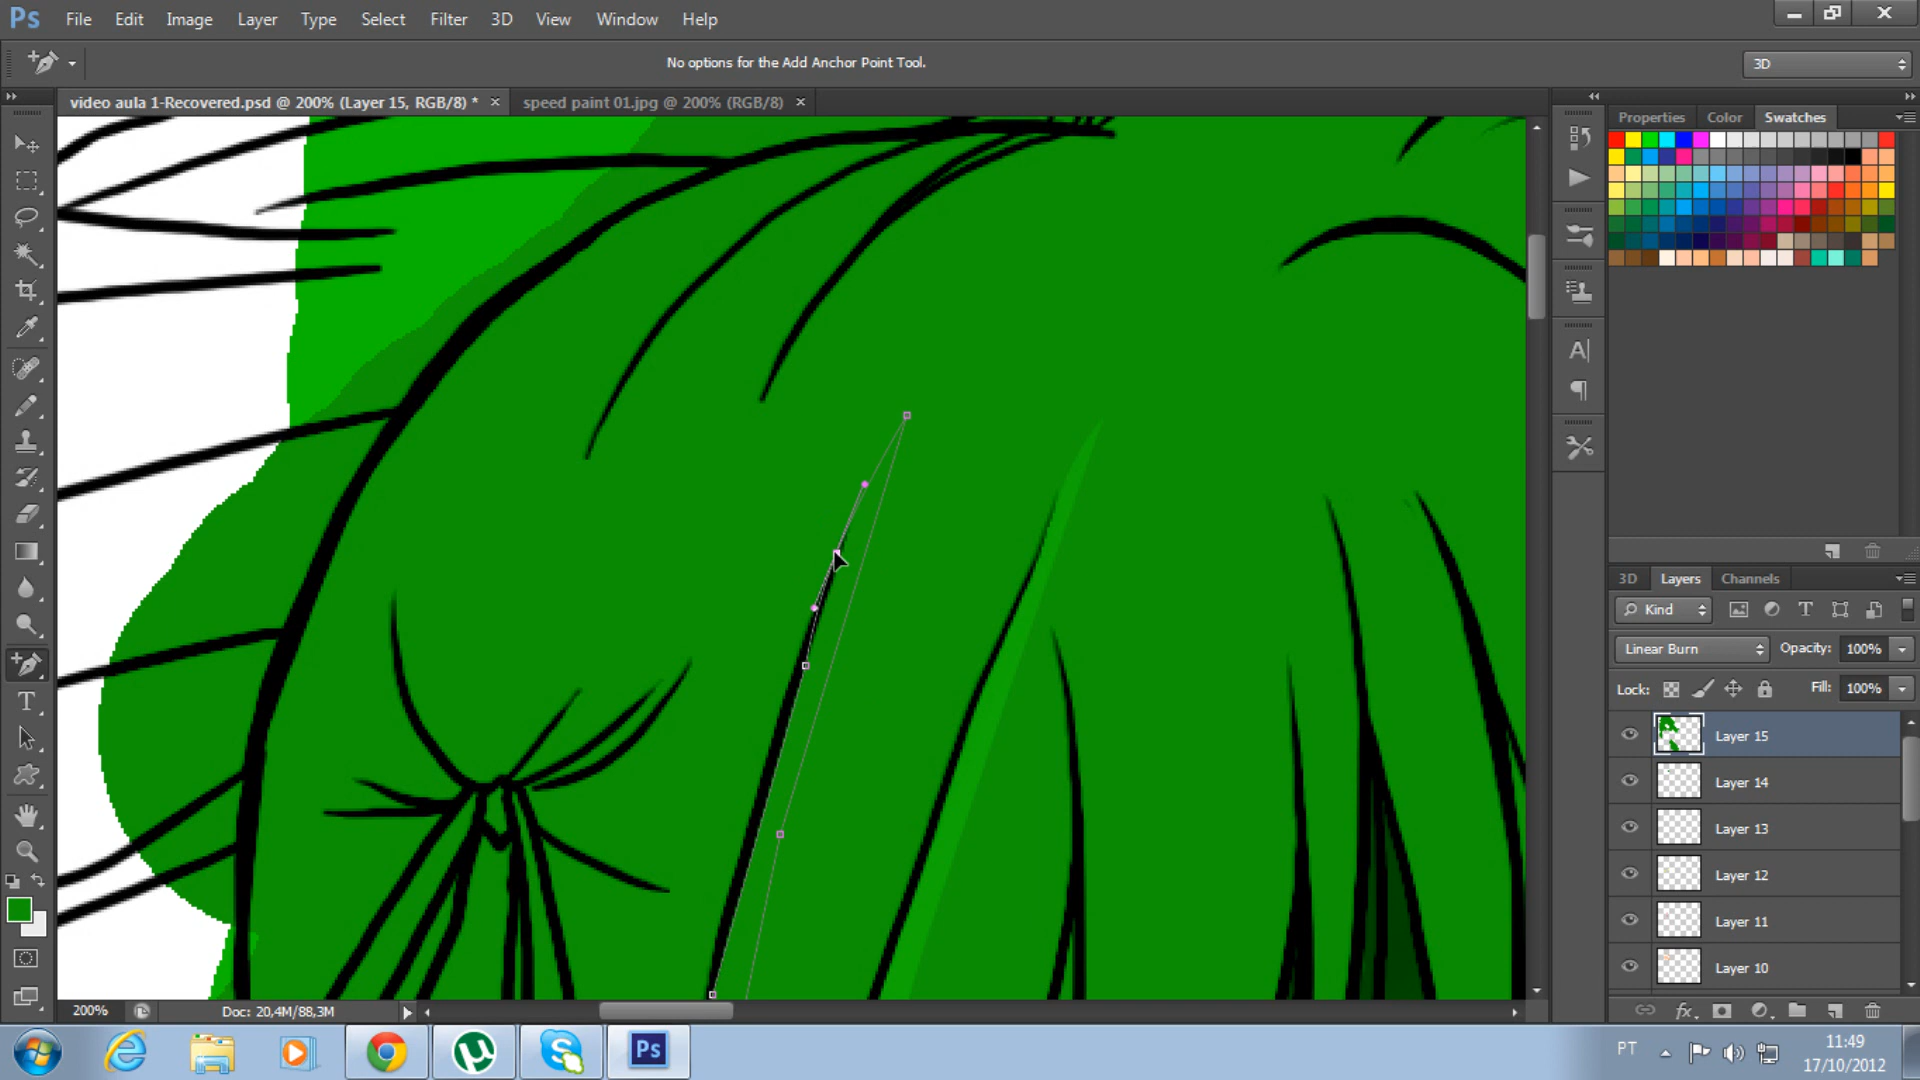 Ps File Edit Image Layer Type Select Filter 3D View Window Help
No options for the Add Anchor Point Tool.
3D
video aula 1-Recovered.psd @ 200% (Layer 15, RGB/8) * × speed paint 01.jpg @ 200% (RGB/8) ×
Properties Color Swatches
3D Layers Channels
Kind
Linear Burn Opacity: 100%
Lock: Fill: 100%
Layer 15
Layer 14
Layer 13
Layer 12
Layer 11
Layer 10
200% Doc: 20,4M/88,3M
Ps
PT
11:49
17/10/2012